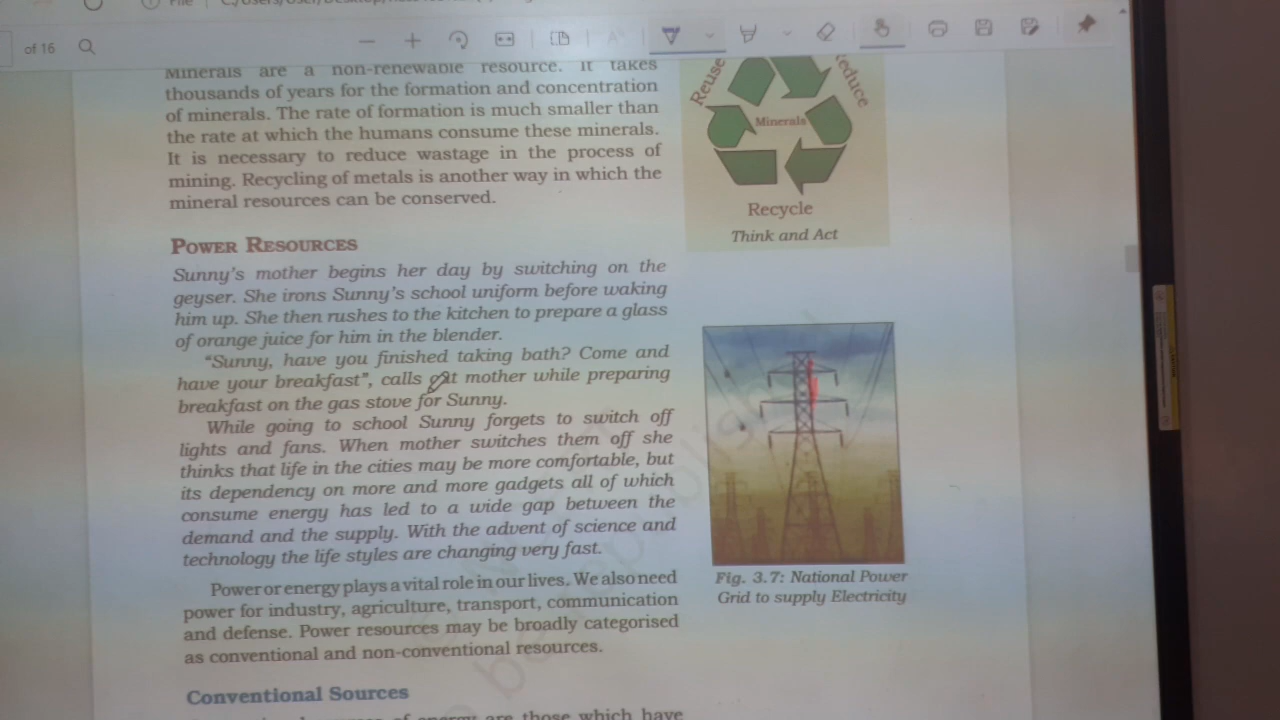 of 16
Minerals are a non-renewable resource. It takes
thousands of years for the formation and concentration
of minerals. The rate of formation is much smaller than
the rate at which the humans consume these minerals.
It is necessary to reduce wastage in the process of
mining. Recycling of metals is another way in which the
mineral resources can be conserved.
Reuse
Reduce
Minerals
Recycle
Think and Act
POWER RESOURCES
Sunny's mother begins her day by switching on the
geyser. She irons Sunny's school uniform before waking
him up. She then rushes to the kitchen to prepare a glass
of orange juice for him in the blender.
"Sunny, have you finished taking bath? Come and
have your breakfast", calls out mother while preparing
breakfast on the gas stove for Sunny.
While going to school Sunny forgets to switch off
lights and fans. When mother switches them off she
thinks that life in the cities may be more comfortable, but
its dependency on more and more gadgets all of which
consume energy has led to a wide gap between the
demand and the supply. With the advent of science and
technology the life styles are changing very fast.
Power or energy plays a vital role in our lives. We also need
power for industry, agriculture, transport, communication
and defense. Power resources may be broadly categorised
as conventional and non-conventional resources.
Fig. 3.7: National Power
Grid to supply Electricity
Conventional Sources
of energy are those which have